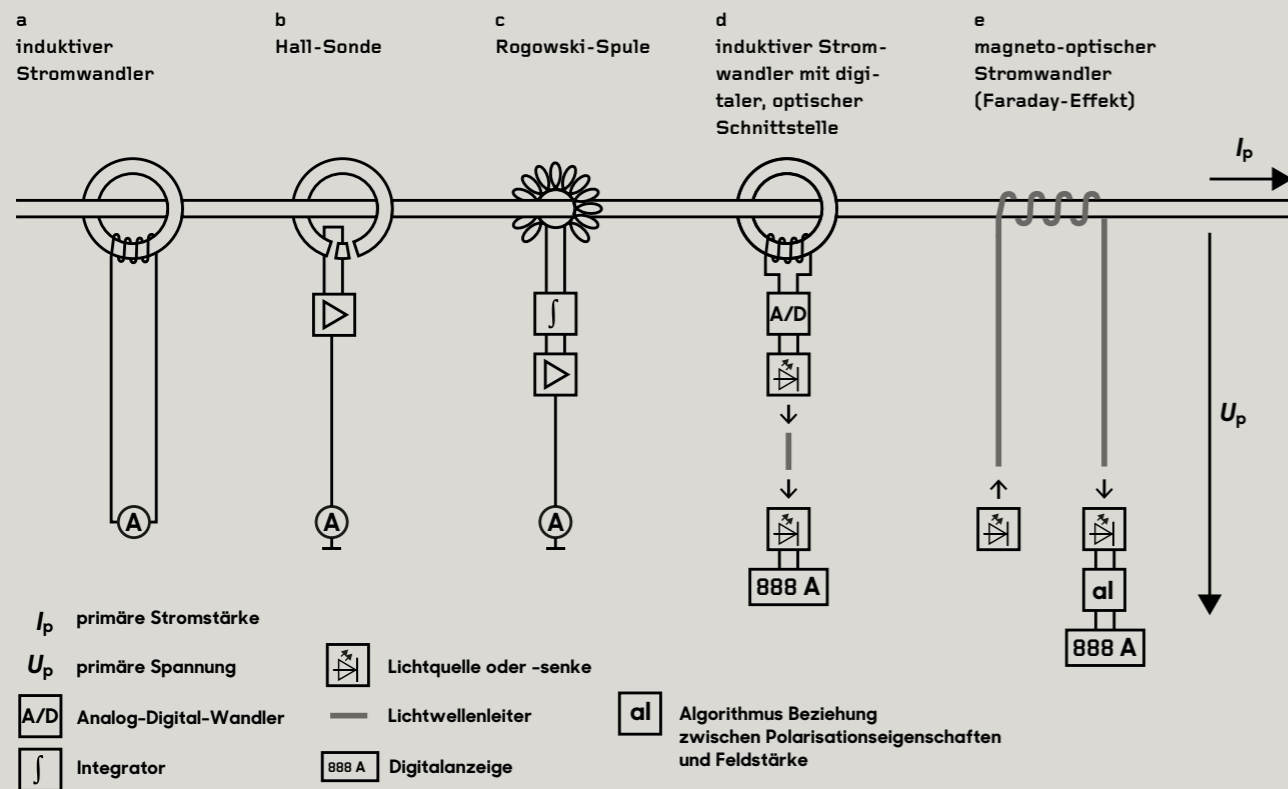 a
induktiver
Stromwandler
b
Hall-Sonde
c
Rogowski-Spule
d
induktiver Strom-
wandler mit digi-
taler, optischer
Schnittstelle
e
magneto-optischer
Stromwandler
(Faraday-Effekt)
Ip
Up
∫
A/D
A
A
A
888 A
al
888 A
Ip primäre Stromstärke
Up primäre Spannung
A/D Analog-Digital-Wandler
∫ Integrator
Lichtquelle oder -senke
Lichtwellenleiter
888 A Digitalanzeige
al Algorithmus Beziehung
zwischen Polarisationseigenschaften
und Feldstärke